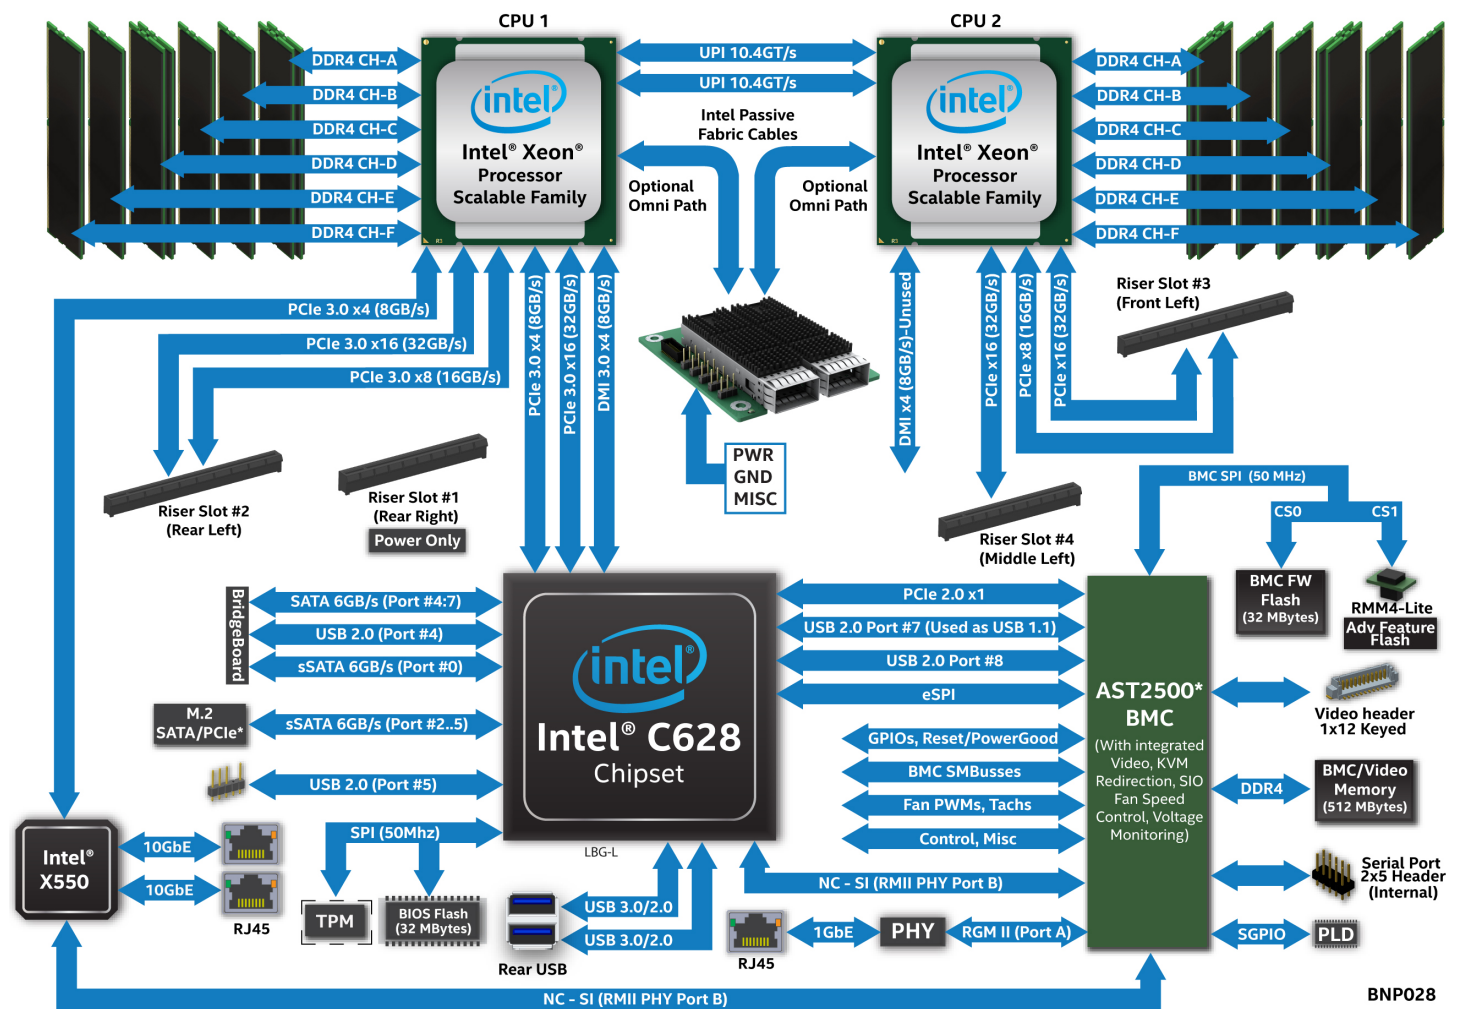 CPU 1
CPU 2
DDR4 CH-A
DDR4 CH-B
DDR4 CH-C
DDR4 CH-D
DDR4 CH-E
DDR4 CH-F
intel
Intel® Xeon®
Processor
Scalable Family
R1
UPI 10.4GT/s
UPI 10.4GT/s
Intel Passive
Fabric Cables
Optional
Omni Path
Optional
Omni Path
intel
Intel® Xeon®
Processor
Scalable Family
R1
DDR4 CH-A
DDR4 CH-B
DDR4 CH-C
DDR4 CH-D
DDR4 CH-E
DDR4 CH-F
PCIe 3.0 x4 (8GB/s)
PCIe 3.0 x16 (32GB/s)
PCIe 3.0 x8 (16GB/s)
PCIe 3.0 x4 (8GB/s)
PCIe 3.0 x16 (32GB/s)
DMI 3.0 x4 (8GB/s)
DMI x4 (8GB/s)-Unused
PCIe x16 (32GB/s)
PCIe x8 (16GB/s)
PCIe x16 (32GB/s)
Riser Slot #3
(Front Left)
PWR
GND
MISC
Riser Slot #2
(Rear Left)
Riser Slot #1
(Rear Right)
Power Only
Riser Slot #4
(Middle Left)
BMC SPI (50 MHz)
CS0
CS1
BMC FW
Flash
(32 MBytes)
RMM4-Lite
Adv Feature
Flash
BridgeBoard
SATA 6GB/s (Port #4:7)
USB 2.0 (Port #4)
sSATA 6GB/s (Port #0)
M.2
SATA/PCIe*
sSATA 6GB/s (Port #2..5)
USB 2.0 (Port #5)
SPI (50Mhz)
intel
Intel® C628
Chipset
LBG-L
PCIe 2.0 x1
USB 2.0 Port #7 (Used as USB 1.1)
USB 2.0 Port #8
eSPI
GPIOs, Reset/PowerGood
BMC SMBusses
Fan PWMs, Tachs
Control, Misc
NC - SI (RMII PHY Port B)
AST2500*
BMC
(With integrated
Video, KVM
Redirection, SIO
Fan Speed
Control, Voltage
Monitoring)
Video header
1x12 Keyed
DDR4
BMC/Video
Memory
(512 MBytes)
Serial Port
2x5 Header
(Internal)
SGPIO
PLD
Intel®
X550
10GbE
10GbE
RJ45
TPM
BIOS Flash
(32 MBytes)
USB 3.0/2.0
USB 3.0/2.0
Rear USB
RJ45
1GbE
PHY
RGM II (Port A)
NC - SI (RMII PHY Port B)
BNP028